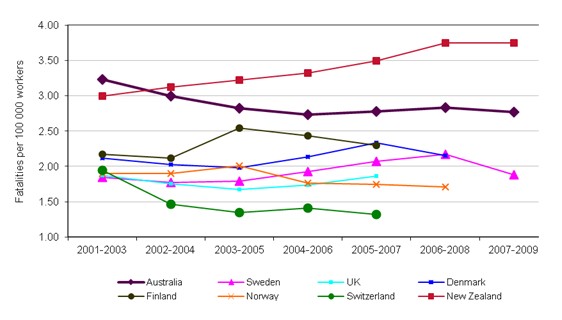 4.00
3.50
3.00
2.50
2.00
1.50
1.00
Fatalities per 100 000 workers
2001-2003 2002-2004 2003-2005 2004-2006 2005-2007 2006-2008 2007-2009
Australia Sweden UK Denmark
Finland Norway Switzerland New Zealand